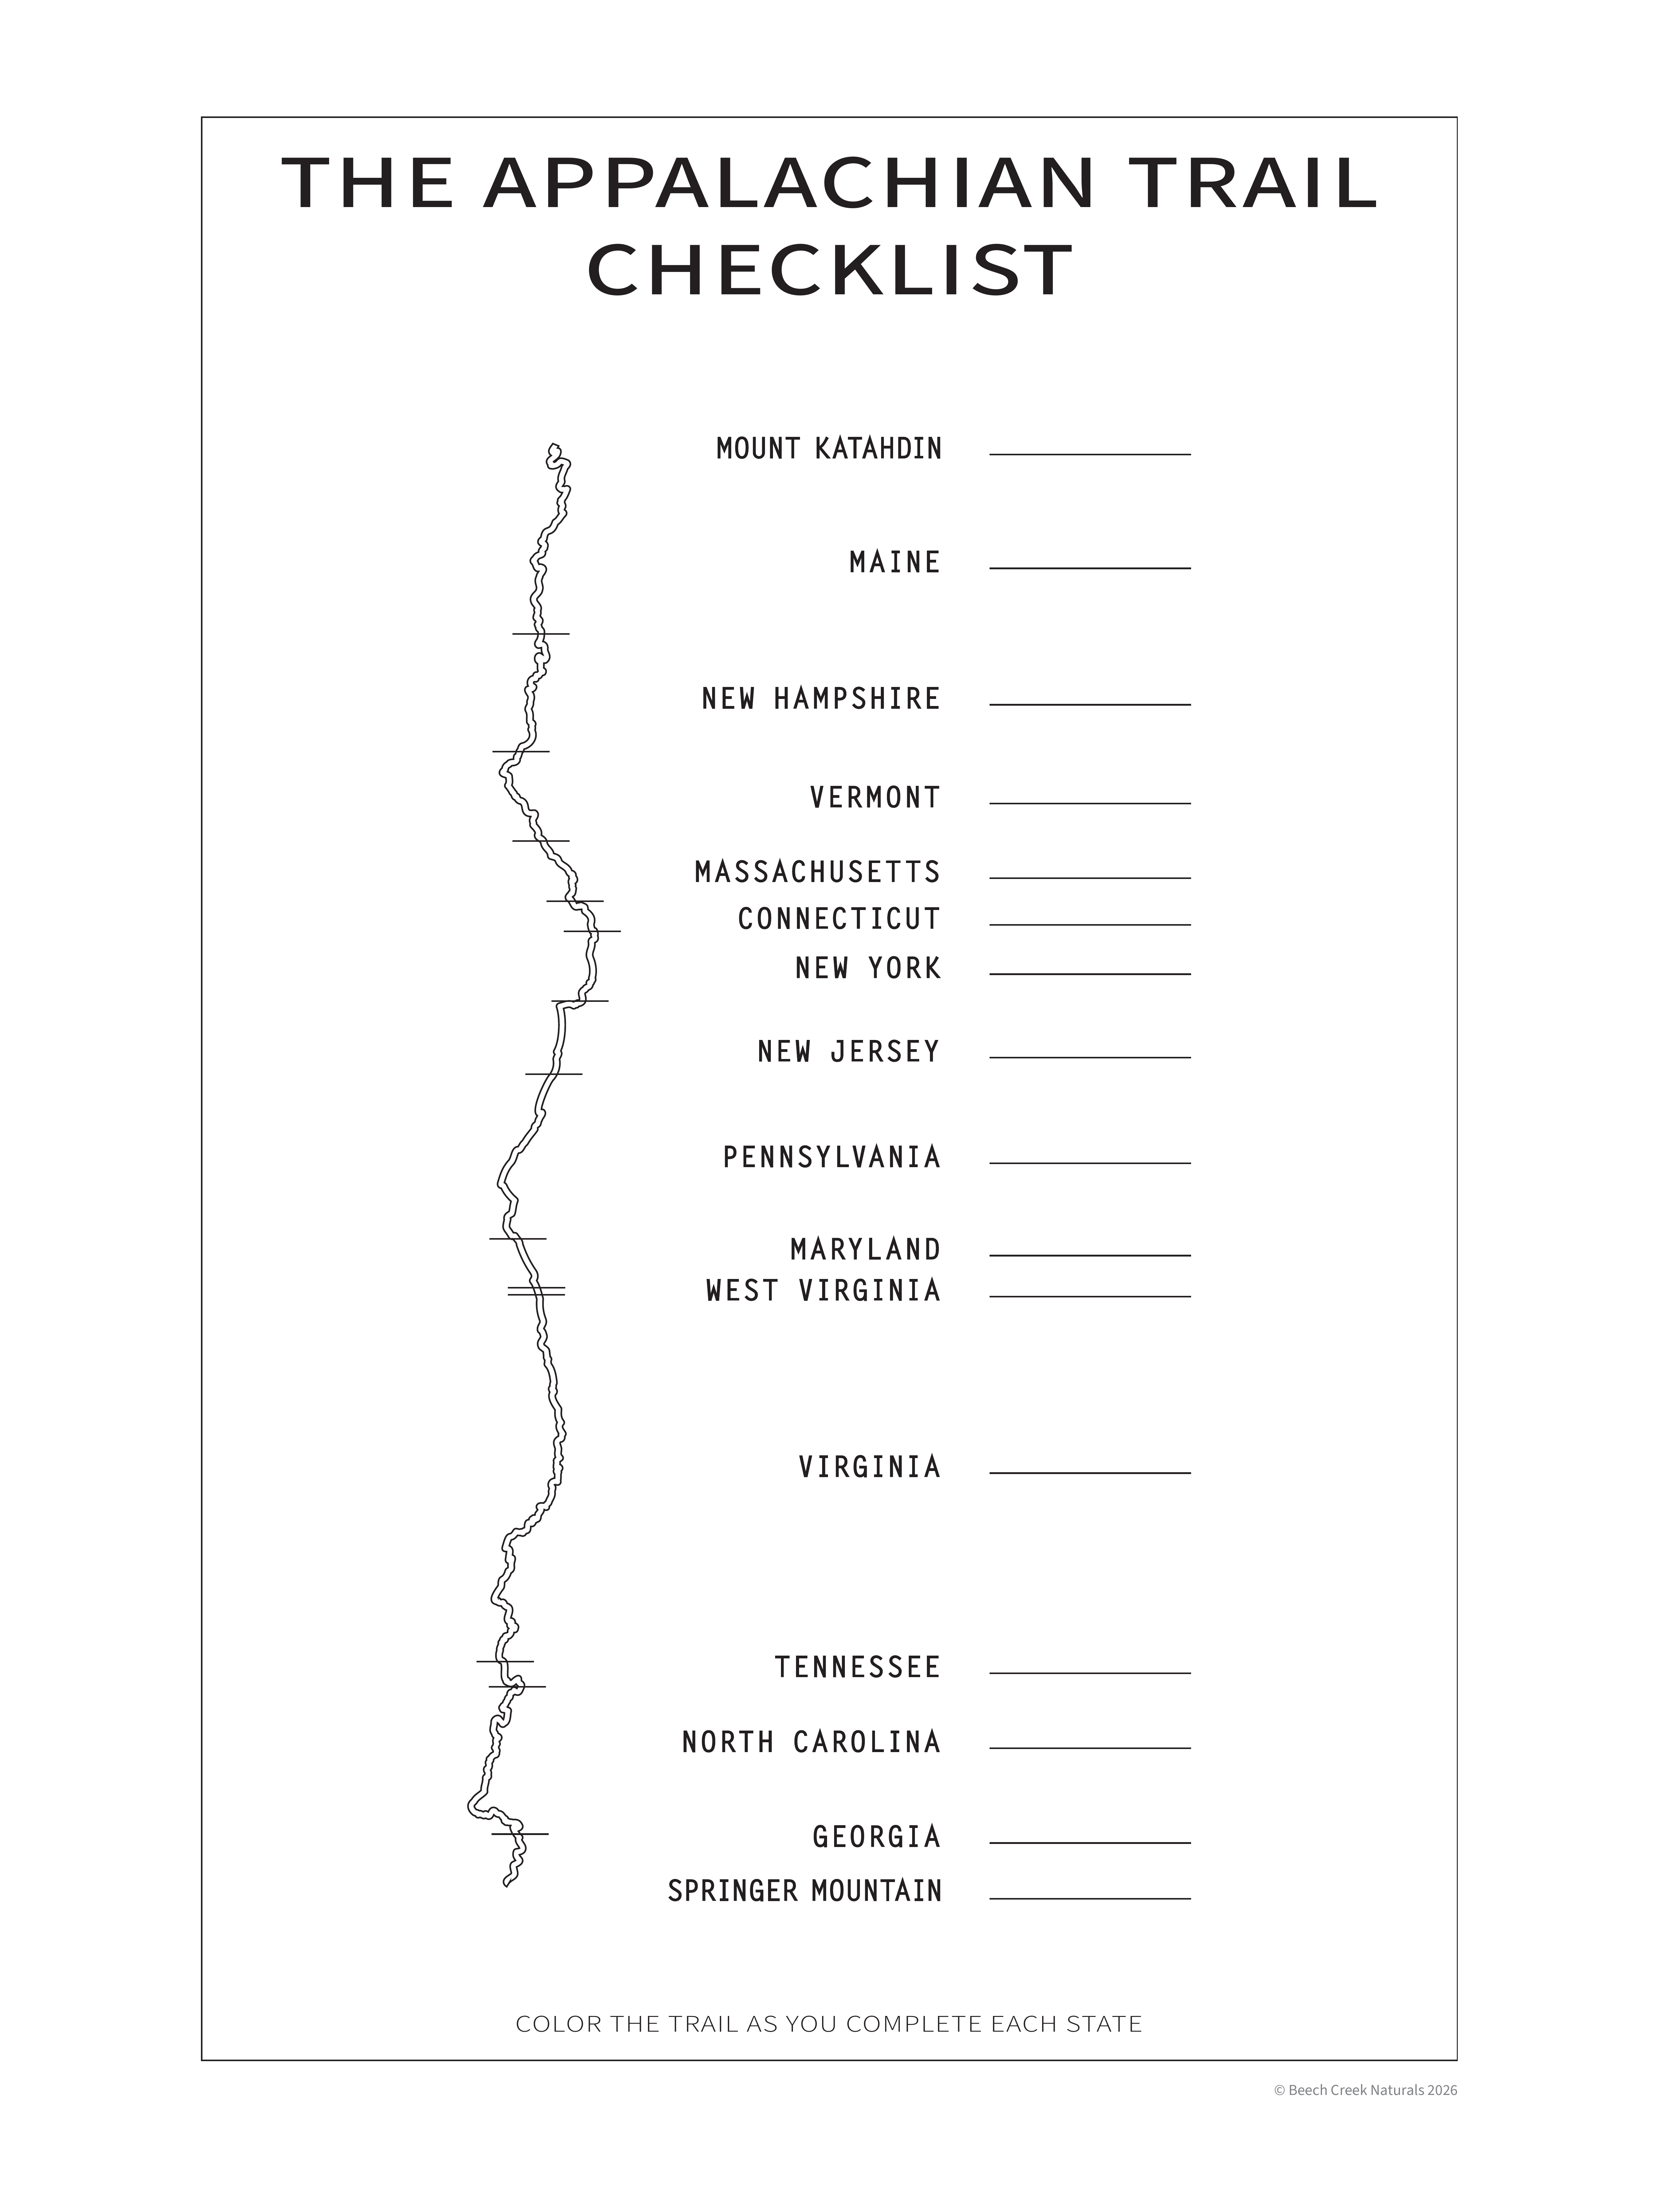 THE APPALACHIAN TRAIL
CHECKLIST
MOUNT KATAHDIN
MAINE
NEW HAMPSHIRE
VERMONT
MASSACHUSETTS
CONNECTICUT
NEW YORK
NEW JERSEY
PENNSYLVANIA
MARYLAND
WEST VIRGINIA
VIRGINIA
TENNESSEE
NORTH CAROLINA
GEORGIA
SPRINGER MOUNTAIN
COLOR THE TRAIL AS YOU COMPLETE EACH STATE
© Beech Creek Naturals 2026